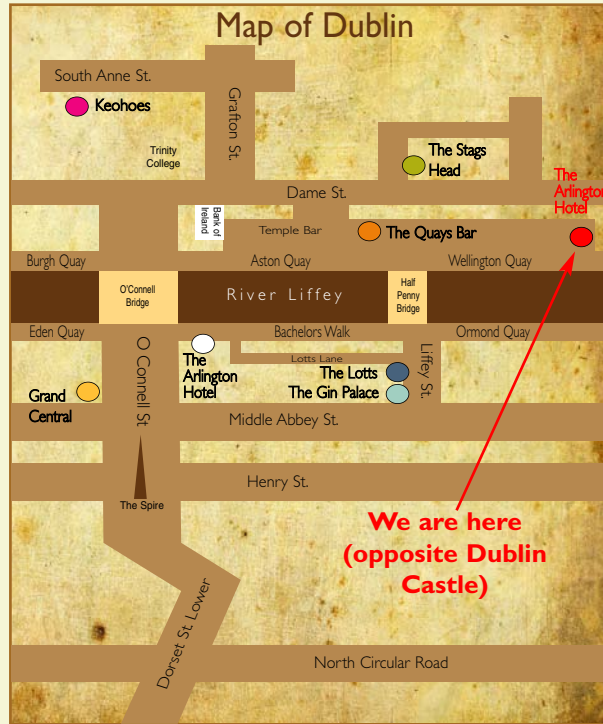 Map of Dublin
South Anne St.
Keohoes
Grafton St.
Trinity
College
The Stags
Head
The
Arlington
Hotel
Dame St.
Bank of
Ireland
Temple Bar
The Quays Bar
Burgh Quay
Aston Quay
Wellington Quay
O'Connell
Bridge
River Liffey
Half
Penny
Bridge
Eden Quay
Bachelors Walk
Ormond Quay
O Connell St.
The
Arlington
Hotel
Lotts Lane
Liffey St.
The Lotts
The Gin Palace
Grand
Central
Middle Abbey St.
Henry St.
The Spire
We are here
(opposite Dublin
Castle)
Dorset St. Lower
North Circular Road